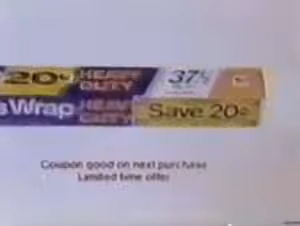 20¢ HEAVY DUTY 37½
s Wrap HEAVY DUTY Save 20¢
Coupon good on next purchase
Limited time offer